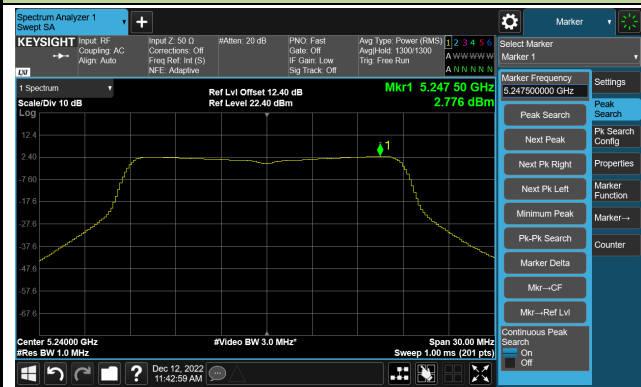 Spectrum Analyzer 1
Swept SA
Marker
KEYSIGHT
Input: RF
Coupling: AC
Align: Auto
Input Z: 50 Ω
Corrections: Off
Freq Ref: Int (S)
NFE: Adaptive
#Atten: 20 dB
PNO: Fast
Gate: Off
IF Gain: Low
Sig Track: Off
Avg Type: Power (RMS)
Avg|Hold: 1300/1300
Trig: Free Run
1 2 3 4 5 6
A W W W W W
A N N N N N
LXI
Select Marker
Marker 1
1 Spectrum
Scale/Div 10 dB
Log
Ref Lvl Offset 12.40 dB
Ref Level 22.40 dBm
Mkr1 5.247 50 GHz
2.776 dBm
12.4
2.40
-7.60
-17.6
-27.6
-37.6
-47.6
-57.6
-67.6
1
Center 5.24000 GHz
#Res BW 1.0 MHz
#Video BW 3.0 MHz*
Span 30.00 MHz
Sweep 1.00 ms (201 pts)
Marker Frequency
5.247500000 GHz
Peak Search
Next Peak
Next Pk Right
Next Pk Left
Minimum Peak
Pk-Pk Search
Marker Delta
Mkr→CF
Mkr→Ref Lvl
Continuous Peak
Search
On
Off
Settings
Peak
Search
Pk Search
Config
Properties
Marker
Function
Marker→
Counter
Dec 12, 2022
11:42:59 AM